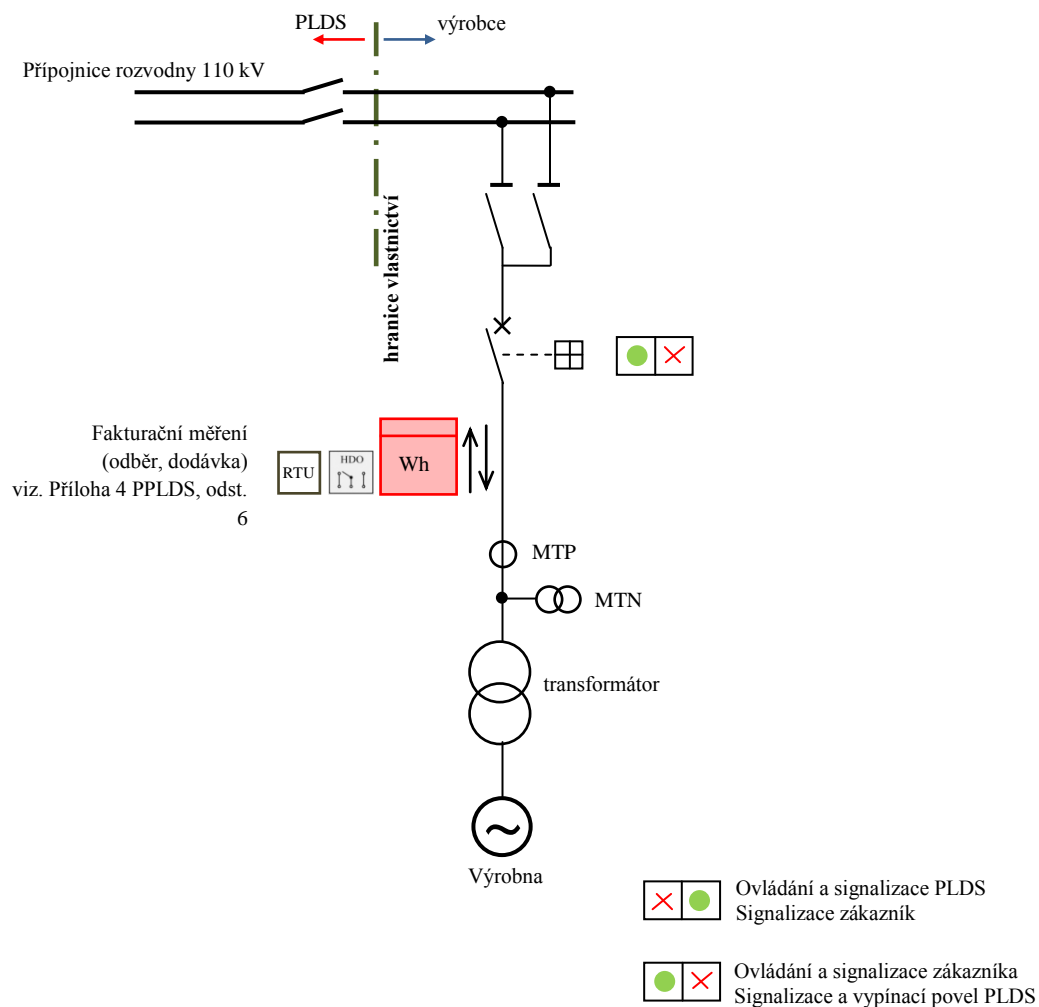 PLDS
výrobce
Přípojnice rozvodny 110 kV
hranice vlastnictví
Fakturační měření
(odběr, dodávka)
viz. Příloha 4 PPLDS, odst.
6
RTU
HDO
Wh
MTP
MTN
transformátor
Výrobna
Ovládání a signalizace PLDS
Signalizace zákazník
Ovládání a signalizace zákazníka
Signalizace a vypínací povel PLDS